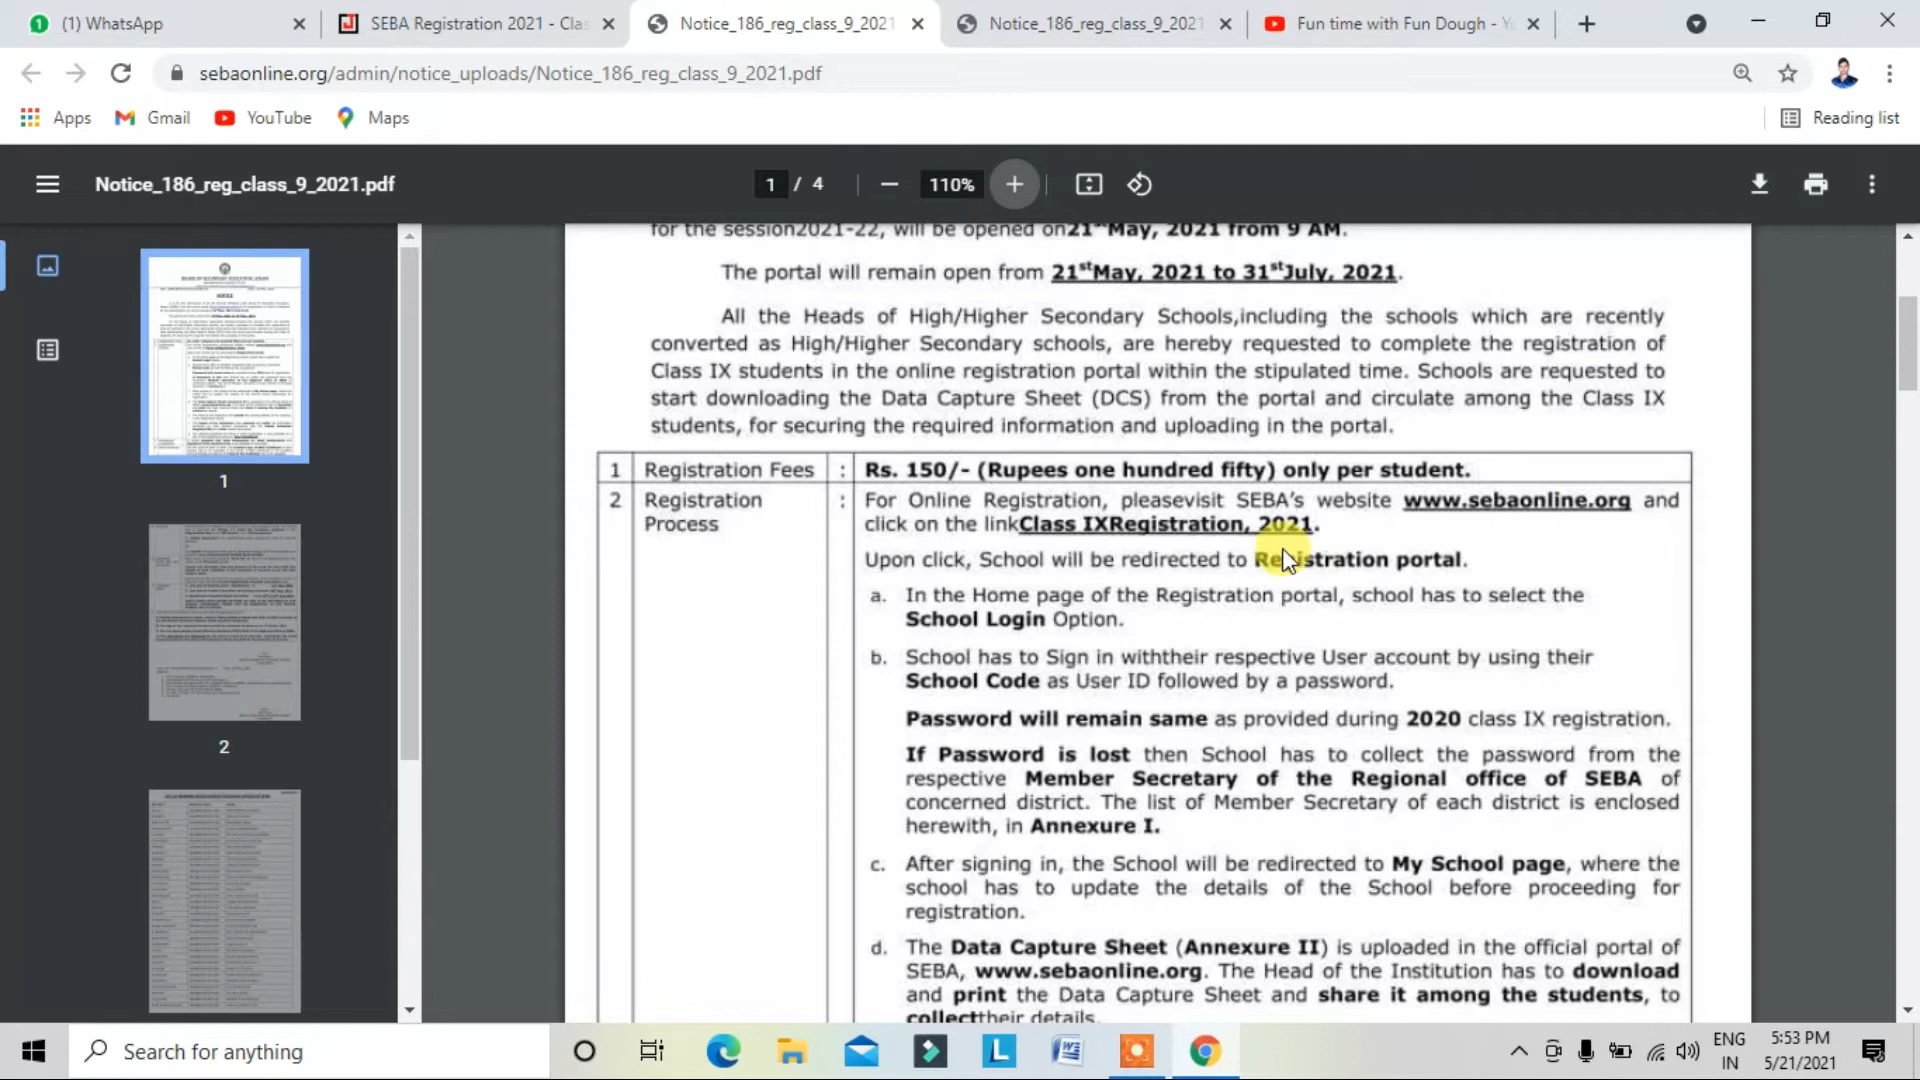 (1) WhatsApp
SEBA Registration 2021 - Clas
Notice_186_reg_class_9_2021
Notice_186_reg_class_9_2021
Fun time with Fun Dough - Y
sebaonline.org/admin/notice_uploads/Notice_186_reg_class_9_2021.pdf
Apps Gmail YouTube Maps Reading list
Notice_186_reg_class_9_2021.pdf 1 / 4 110%
for the session2021-22, will be opened on21stMay, 2021 from 9 AM.
The portal will remain open from 21stMay, 2021 to 31stJuly, 2021.
All the Heads of High/Higher Secondary Schools,including the schools which are recently
converted as High/Higher Secondary schools, are hereby requested to complete the registration of
Class IX students in the online registration portal within the stipulated time. Schools are requested to
start downloading the Data Capture Sheet (DCS) from the portal and circulate among the Class IX
students, for securing the required information and uploading in the portal.
1 Registration Fees : Rs. 150/- (Rupees one hundred fifty) only per student.
2 Registration Process : For Online Registration, pleasevisit SEBA's website www.sebaonline.org and
click on the linkClass IXRegistration, 2021.
Upon click, School will be redirected to Registration portal.
a. In the Home page of the Registration portal, school has to select the
School Login Option.
b. School has to Sign in withtheir respective User account by using their
School Code as User ID followed by a password.
Password will remain same as provided during 2020 class IX registration.
If Password is lost then School has to collect the password from the
respective Member Secretary of the Regional office of SEBA of
concerned district. The list of Member Secretary of each district is enclosed
herewith, in Annexure I.
c. After signing in, the School will be redirected to My School page, where the
school has to update the details of the School before proceeding for
registration.
d. The Data Capture Sheet (Annexure II) is uploaded in the official portal of
SEBA, www.sebaonline.org. The Head of the Institution has to download
and print the Data Capture Sheet and share it among the students, to
collecttheir details.
1
2
Search for anything
ENG
IN
5:53 PM
5/21/2021